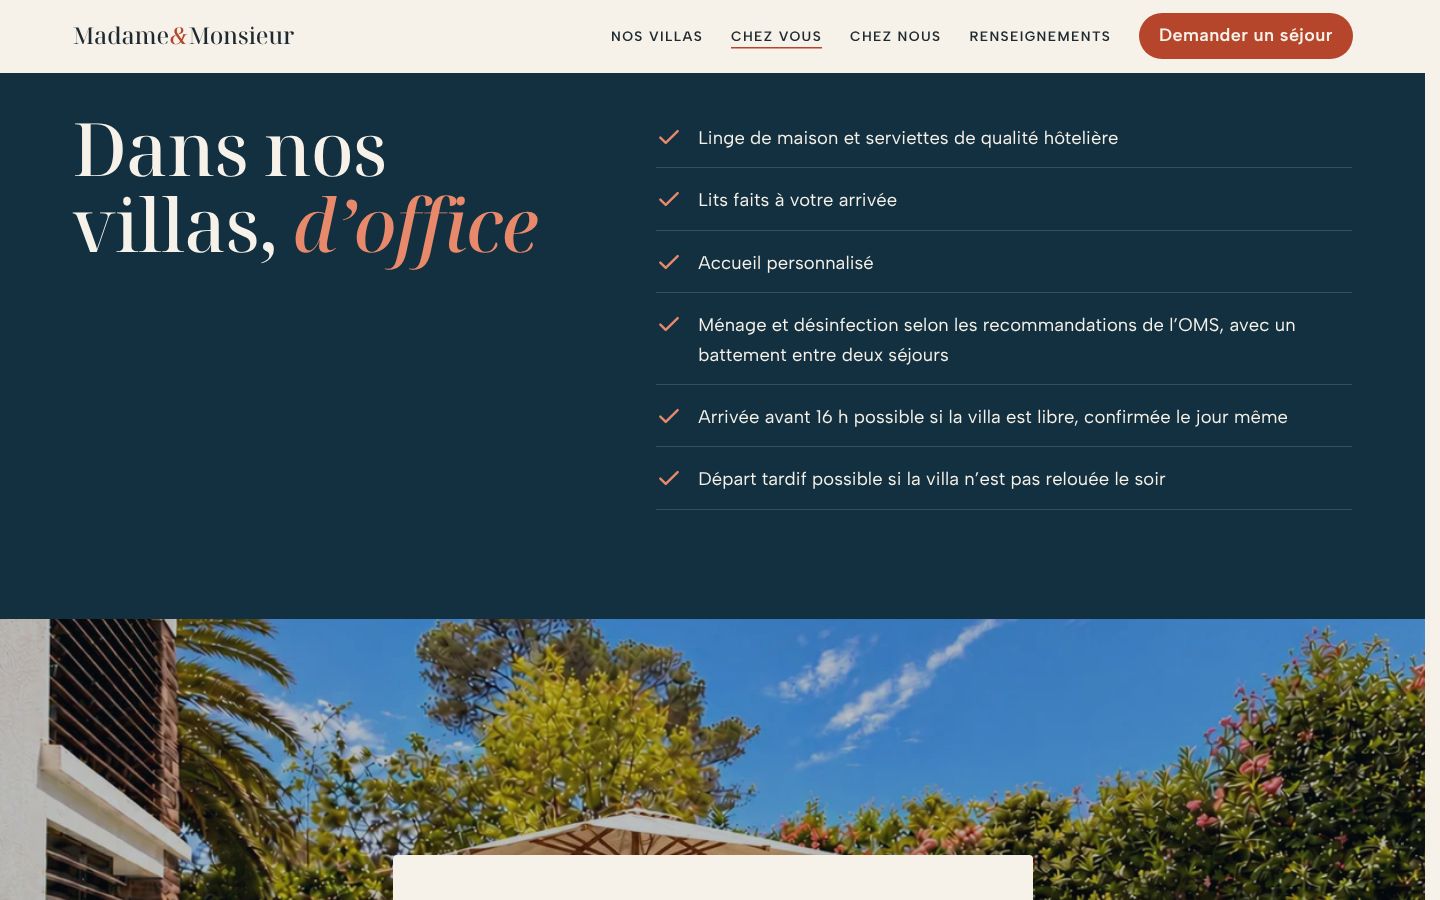 Madame&Monsieur
NOS VILLAS
CHEZ VOUS
CHEZ NOUS
RENSEIGNEMENTS
Demander un séjour
Dans nos
villas, d’office
Linge de maison et serviettes de qualité hôtelière
Lits faits à votre arrivée
Accueil personnalisé
Ménage et désinfection selon les recommandations de l’OMS, avec un
battement entre deux séjours
Arrivée avant 16 h possible si la villa est libre, confirmée le jour même
Départ tardif possible si la villa n’est pas relouée le soir